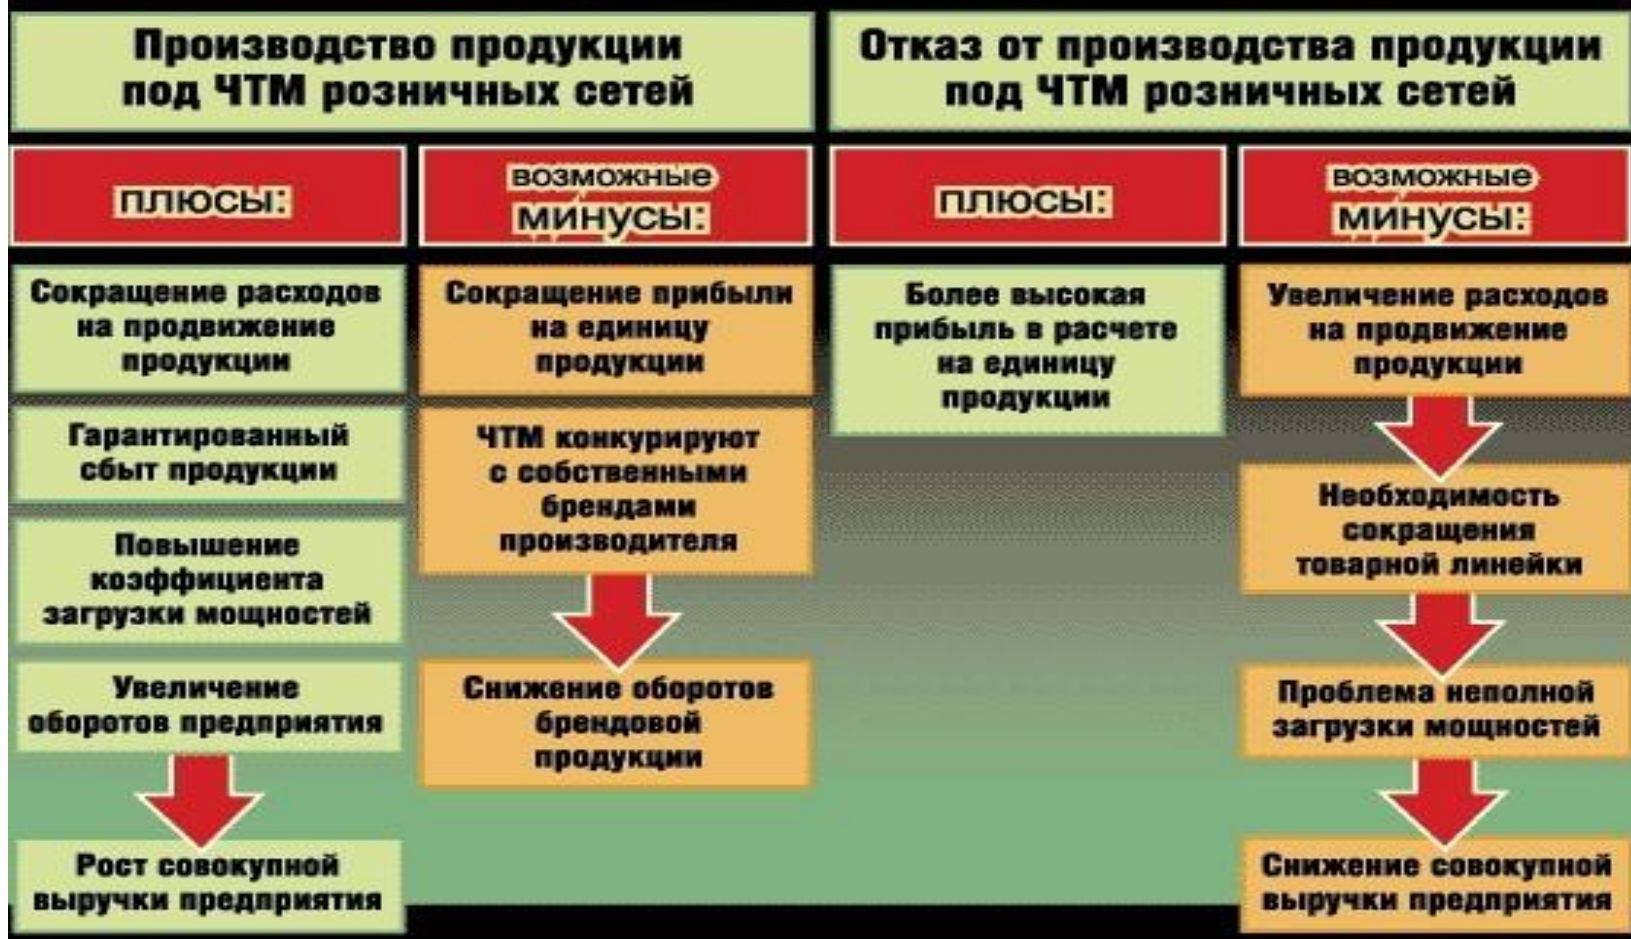 Производство продукции
под ЧТМ розничных сетей
Отказ от производства продукции
под ЧТМ розничных сетей
плюсы:
возможные
минусы:
плюсы:
возможные
минусы:
Сокращение расходов
на продвижение
продукции
Гарантированный
сбыт продукции
Повышение
коэффициента
загрузки мощностей
Увеличение
оборотов предприятия
Рост совокупной
выручки предприятия
Сокращение прибыли
на единицу
продукции
ЧТМ конкурируют
с собственными
брендами
производителя
Снижение оборотов
брендовой
продукции
Более высокая
прибыль в расчете
на единицу
продукции
Увеличение расходов
на продвижение
продукции
Необходимость
сокращения
товарной линейки
Проблема неполной
загрузки мощностей
Снижение совокупной
выручки предприятия